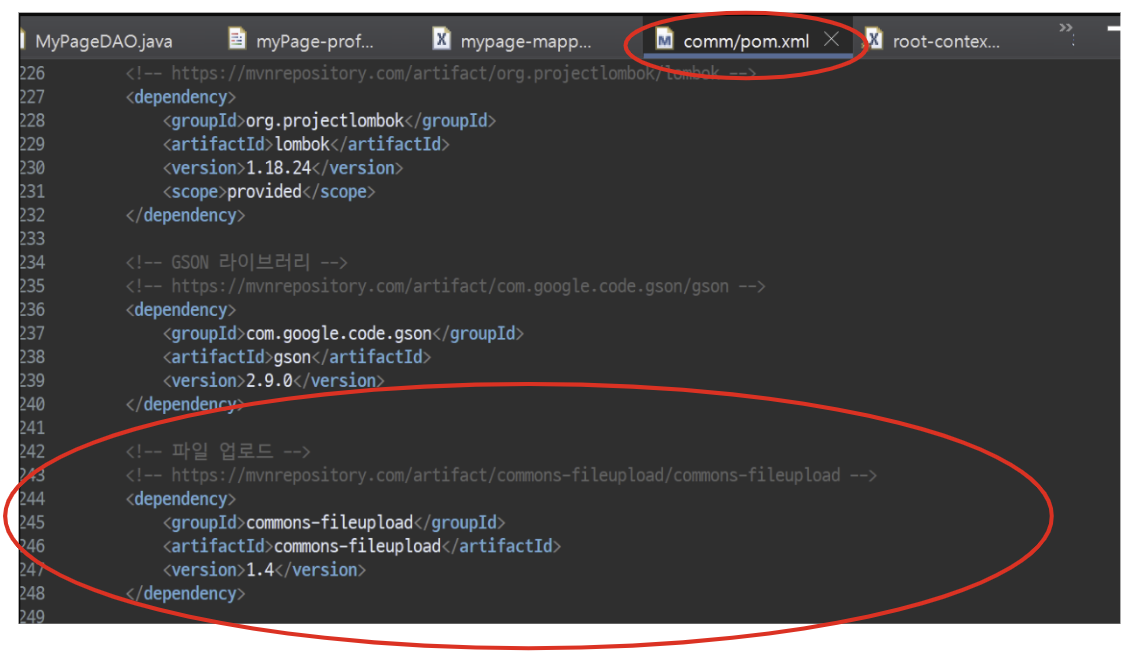 MyPageDAO.java myPage-prof... mypage-mapp... comm/pom.xml root-contex...
226 <!-- https://mvnrepository.com/artifact/org.projectlombok/lombok -->
227 <dependency>
228 <groupId>org.projectlombok</groupId>
229 <artifactId>lombok</artifactId>
230 <version>1.18.24</version>
231 <scope>provided</scope>
232 </dependency>
233
234 <!-- GSON 라이브러리 -->
235 <!-- https://mvnrepository.com/artifact/com.google.code.gson/gson -->
236 <dependency>
237 <groupId>com.google.code.gson</groupId>
238 <artifactId>gson</artifactId>
239 <version>2.9.0</version>
240 </dependency>
241
242 <!-- 파일 업로드 -->
243 <!-- https://mvnrepository.com/artifact/commons-fileupload/commons-fileupload -->
244 <dependency>
245 <groupId>commons-fileupload</groupId>
246 <artifactId>commons-fileupload</artifactId>
247 <version>1.4</version>
248 </dependency>
249